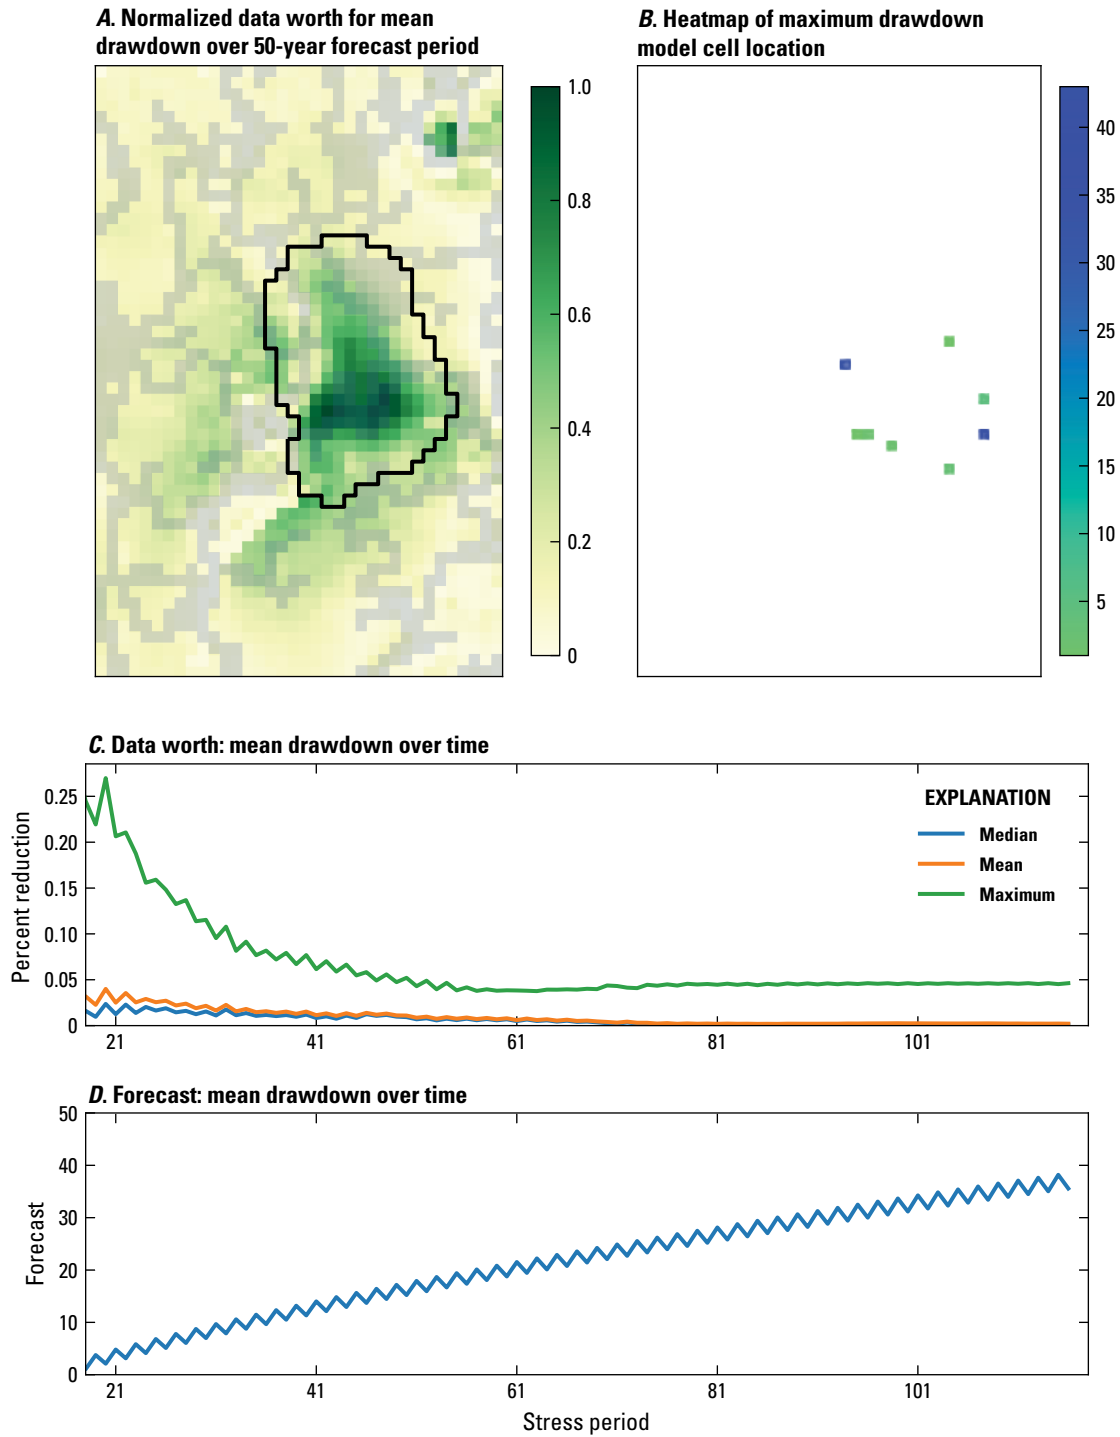 A. Normalized data worth for mean
drawdown over 50-year forecast period
B. Heatmap of maximum drawdown
model cell location
1.0
0.8
0.6
0.4
0.2
0
40
35
30
25
20
15
10
5
C. Data worth: mean drawdown over time
0.25
0.20
0.15
0.10
0.05
0
Percent reduction
EXPLANATION
Median
Mean
Maximum
21 41 61 81 101
D. Forecast: mean drawdown over time
50
40
30
20
10
0
Forecast
21 41 61 81 101
Stress period